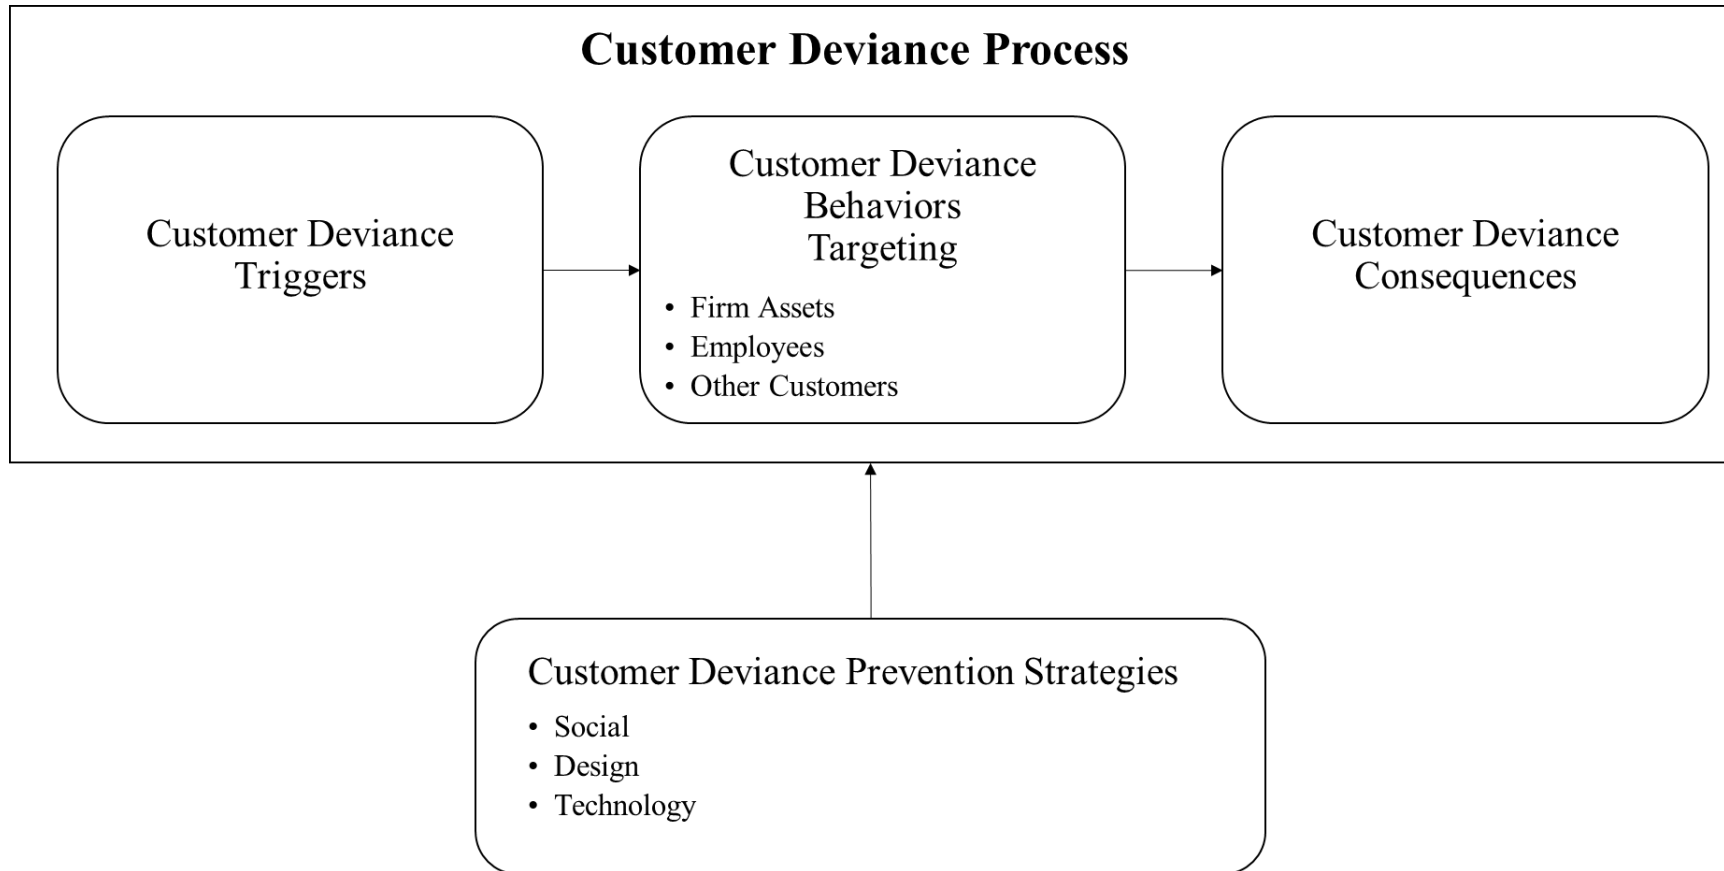 Customer Deviance Process
Customer Deviance
Triggers
Customer Deviance
Behaviors
Targeting
• Firm Assets
• Employees
• Other Customers
Customer Deviance
Consequences
Customer Deviance Prevention Strategies
• Social
• Design
• Technology